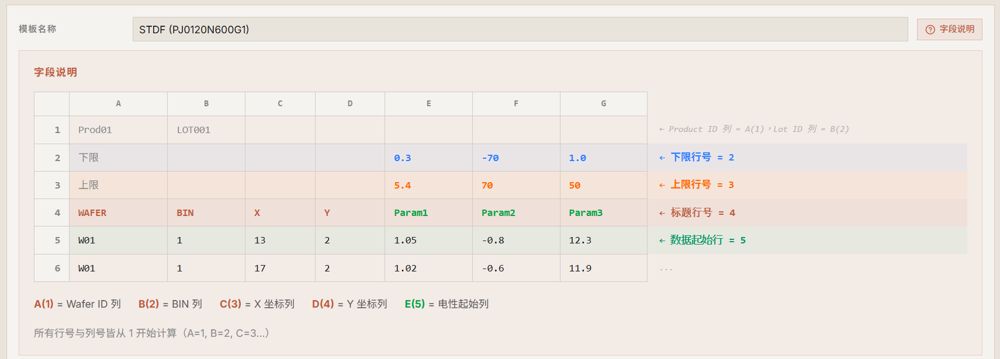 模板名称
STDF (PJ0120N600G1)
字段说明
字段说明
A B C D E F G
1 Prod01 LOT001 ← Product ID 列 = A(1),Lot ID 列 = B(2)
2 下限 0.3 -70 1.0 ← 下限行号 = 2
3 上限 5.4 70 50 ← 上限行号 = 3
4 WAFER BIN X Y Param1 Param2 Param3 ← 标题行号 = 4
5 W01 1 13 2 1.05 -0.8 12.3 ← 数据起始行 = 5
6 W01 1 17 2 1.02 -0.6 11.9 ...
A(1) = Wafer ID 列 B(2) = BIN 列 C(3) = X 坐标列 D(4) = Y 坐标列 E(5) = 电性起始列
所有行号与列号皆从 1 开始计算（A=1, B=2, C=3...）